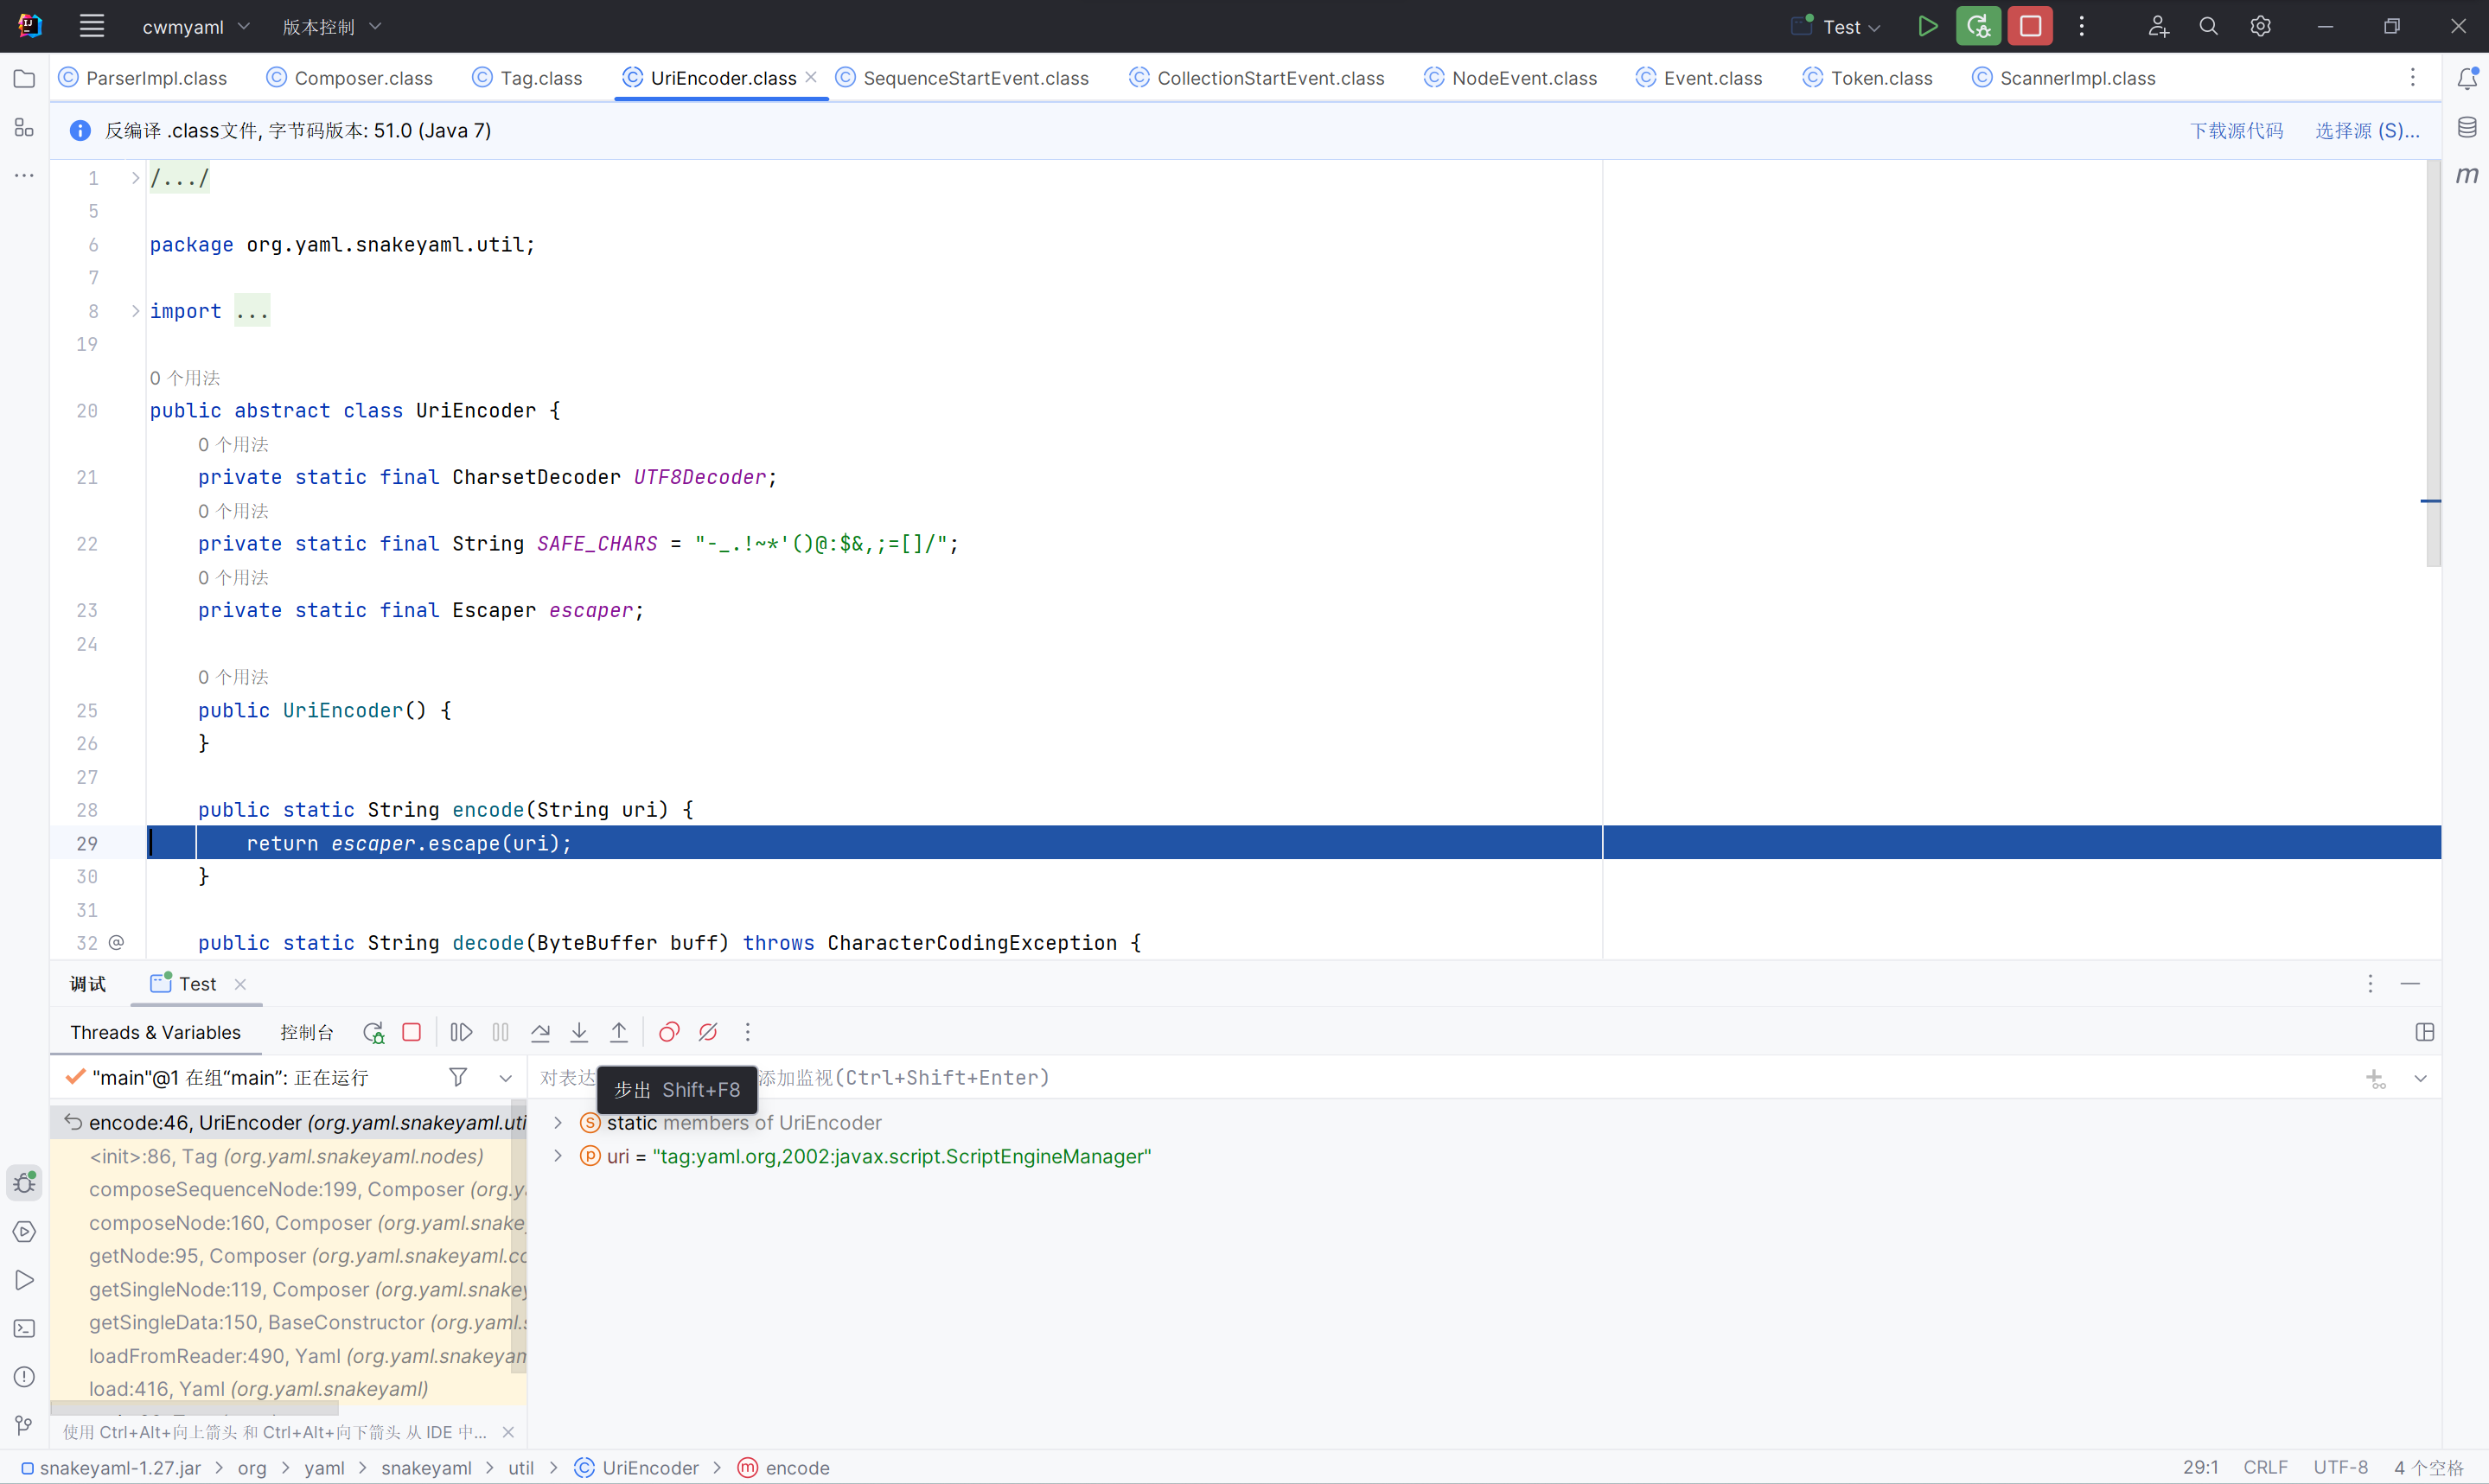 cwmyaml 版本控制 Test
ParserImpl.class Composer.class Tag.class UriEncoder.class SequenceStartEvent.class CollectionStartEvent.class NodeEvent.class Event.class Token.class ScannerImpl.class
反编译 .class文件, 字节码版本: 51.0 (Java 7) 下载源代码 选择源 (S)...
1 /.../
5
6 package org.yaml.snakeyaml.util;
7
8 import ...
19
0 个用法
20 public abstract class UriEncoder {
0 个用法
21 private static final CharsetDecoder UTF8Decoder;
0 个用法
22 private static final String SAFE_CHARS = "-_.!~*'()@:$&,;=[]/";
0 个用法
23 private static final Escaper escaper;
24
0 个用法
25 public UriEncoder() {
26 }
27
28 public static String encode(String uri) {
29 return escaper.escape(uri);
30 }
31
32 @ public static String decode(ByteBuffer buff) throws CharacterCodingException {
调试 Test
Threads & Variables 控制台
"main"@1 在组“main”: 正在运行 对表达 添加监视(Ctrl+Shift+Enter)
步出 Shift+F8
encode:46, UriEncoder (org.yaml.snakeyaml.uti
<init>:86, Tag (org.yaml.snakeyaml.nodes)
composeSequenceNode:199, Composer (org.y
composeNode:160, Composer (org.yaml.snake
getNode:95, Composer (org.yaml.snakeyaml.co
getSingleNode:119, Composer (org.yaml.snake
getSingleData:150, BaseConstructor (org.yaml.s
loadFromReader:490, Yaml (org.yaml.snakeyam
load:416, Yaml (org.yaml.snakeyaml)
static members of UriEncoder
uri = "tag:yaml.org,2002:javax.script.ScriptEngineManager"
使用 Ctrl+Alt+向上箭头 和 Ctrl+Alt+向下箭头 从 IDE 中...
snakeyaml-1.27.jar org yaml snakeyaml util UriEncoder encode 29:1 CRLF UTF-8 4 个空格